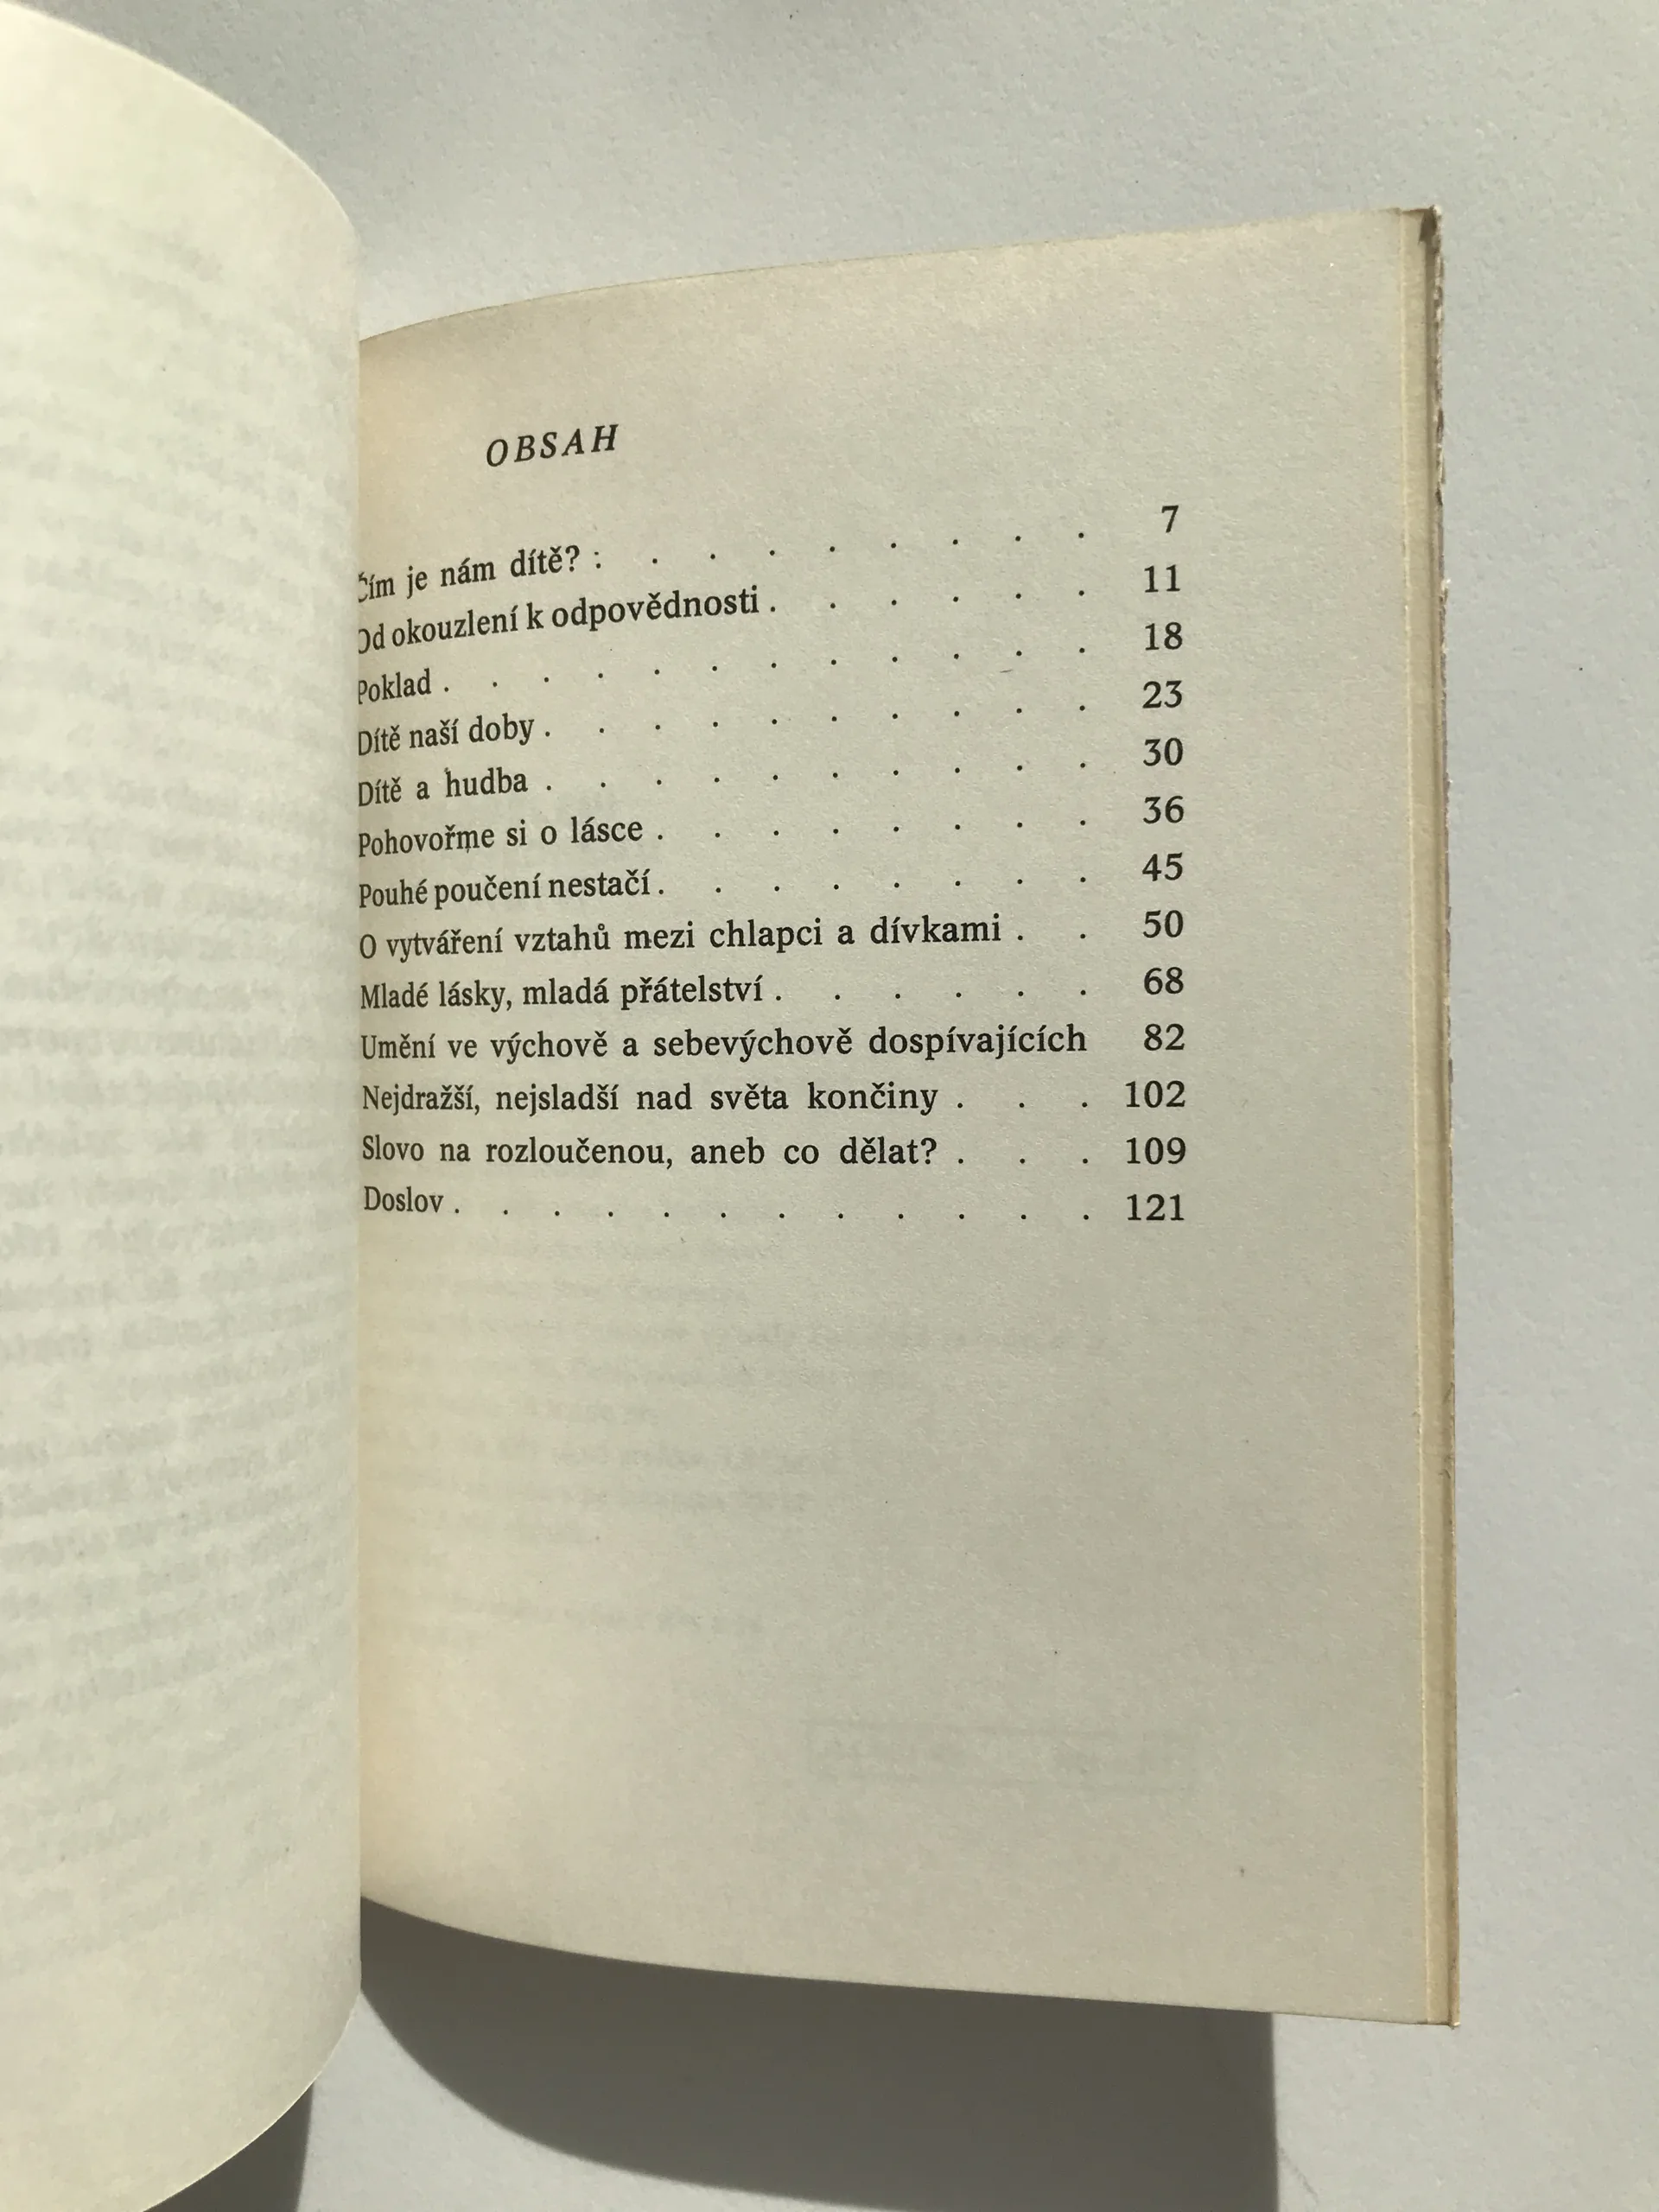 OBSAH
Čím je nám dítě? : . . . . . . . . 7
Od okouzlení k odpovědnosti . . . . . . 11
Poklad . . . . . . . . . . . 18
Dítě naší doby . . . . . . . . . . 23
Dítě a hudba . . . . . . . . . . 30
Pohovořme si o lásce . . . . . . . . 36
Pouhé poučení nestačí . . . . . . . . 45
O vytváření vztahů mezi chlapci a dívkami . . 50
Mladé lásky, mladá přátelství . . . . . . 68
Umění ve výchově a sebevýchově dospívajících 82
Nejdražší, nejsladší nad světa končiny . . . 102
Slovo na rozloučenou, aneb co dělat? . . . 109
Doslov . . . . . . . . . . . . 121